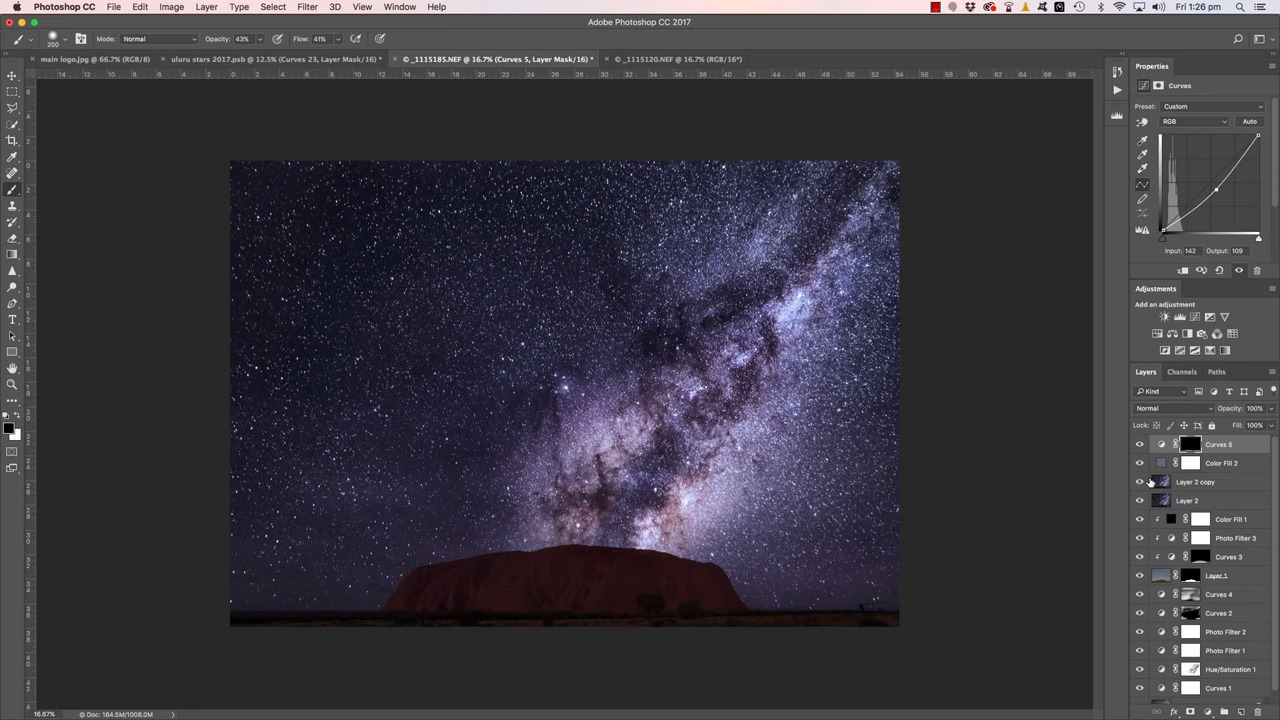 Photoshop CC File Edit Image Layer Type Select Filter 3D View Window Help Fri 1:26 pm
Adobe Photoshop CC 2017
200 Mode: Normal Opacity: 43% Flow: 41%
× main logo.jpg @ 66.7% (RGB/8) × uluru stars 2017.psb @ 12.5% (Curves 23, Layer Mask/16) * × © _1115185.NEF @ 16.7% (Curves 5, Layer Mask/16) * × © _1115120.NEF @ 16.7% (RGB/16*)
Properties
Curves
Preset: Custom
RGB Auto
Input: 142 Output: 109
Adjustments
Add an adjustment
Layers Channels Paths
Kind
Normal Opacity: 100%
Lock: Fill: 100%
Curves 5
Color Fill 2
Layer 2 copy
Layer 2
Color Fill 1
Photo Filter 3
Curves 3
Layer 1
Curves 4
Curves 2
Photo Filter 2
Photo Filter 1
Hue/Saturation 1
Curves 1
16.67% Doc: 164.5M/1008.0M